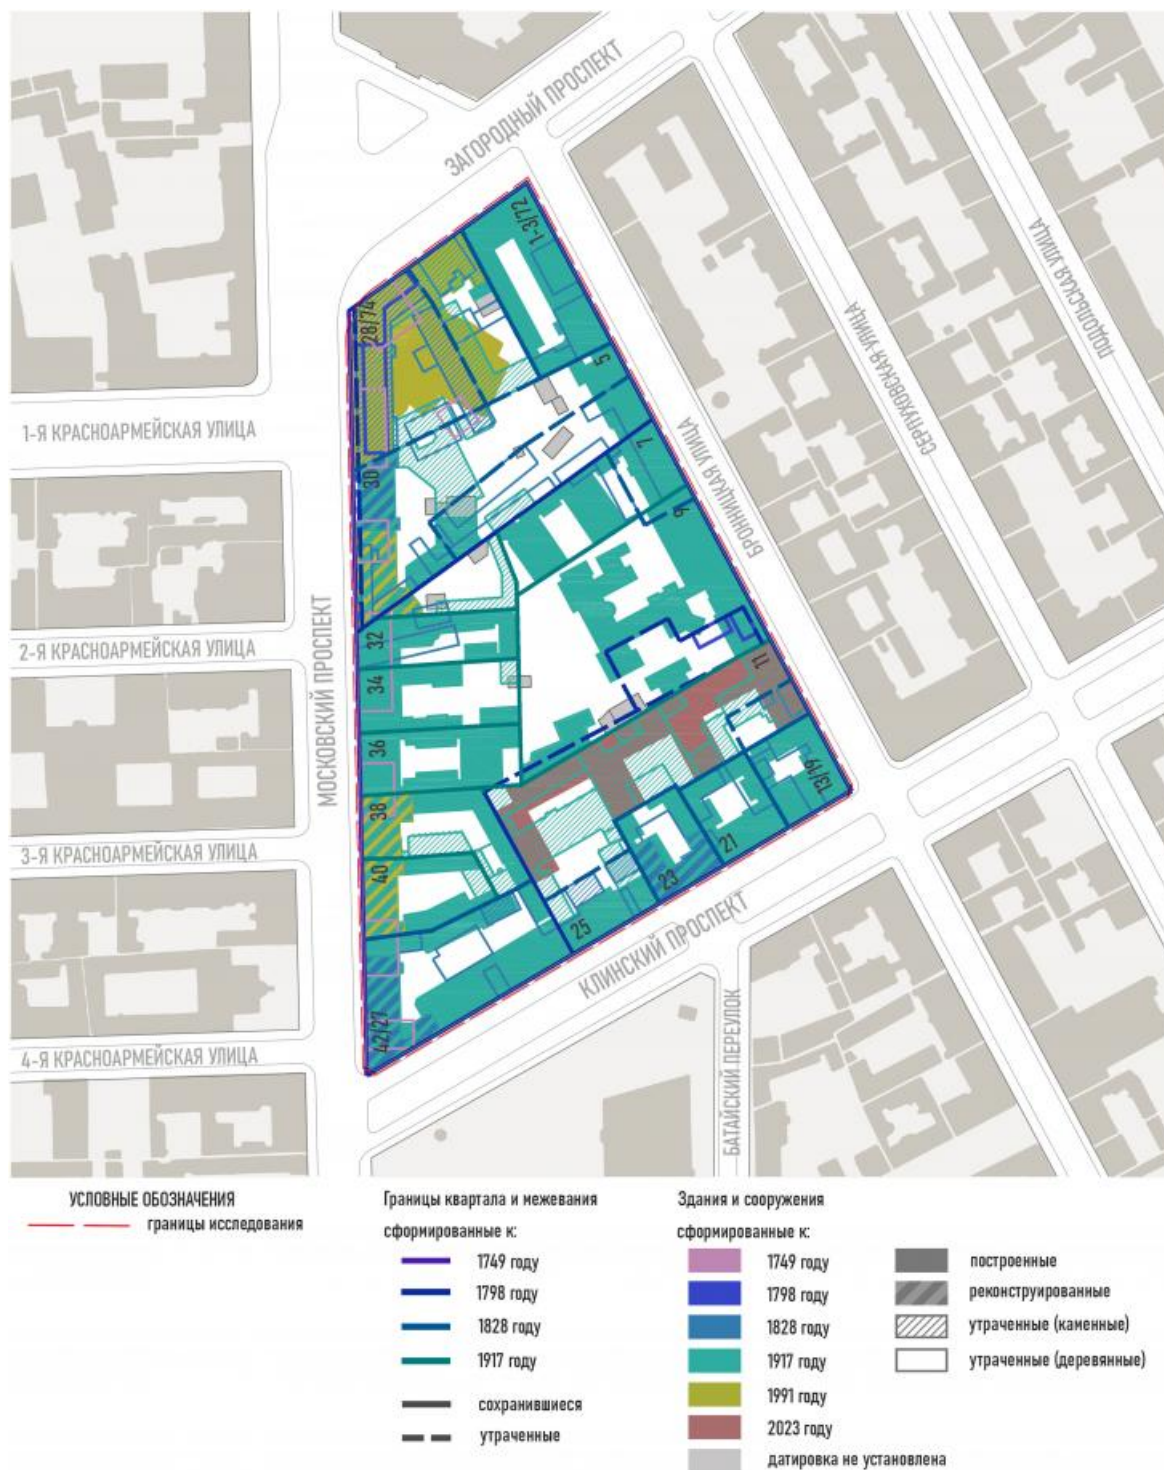 ЗАГОРОДНЫЙ ПРОСПЕКТ
ПОДОЛЬСКАЯ УЛИЦА
СЕРПУХОВСКАЯ УЛИЦА
БРОННИЦКАЯ УЛИЦА
1-Я КРАСНОАРМЕЙСКАЯ УЛИЦА
2-Я КРАСНОАРМЕЙСКАЯ УЛИЦА
3-Я КРАСНОАРМЕЙСКАЯ УЛИЦА
4-Я КРАСНОАРМЕЙСКАЯ УЛИЦА
МОСКОВСКИЙ ПРОСПЕКТ
КЛИНСКИЙ ПРОСПЕКТ
БАТАЙСКИЙ ПЕРЕУЛОК
1-3/72
28/74
5
7
30
9
32
34
11
36
38
13/19
40
21
23
25
42/27
УСЛОВНЫЕ ОБОЗНАЧЕНИЯ
границы исследования
Границы квартала и межевания
сформированные к:
1749 году
1798 году
1828 году
1917 году
сохранившиеся
утраченные
Здания и сооружения
сформированные к:
1749 году
1798 году
1828 году
1917 году
1991 году
2023 году
датировка не установлена
построенные
реконструированные
утраченные (каменные)
утраченные (деревянные)